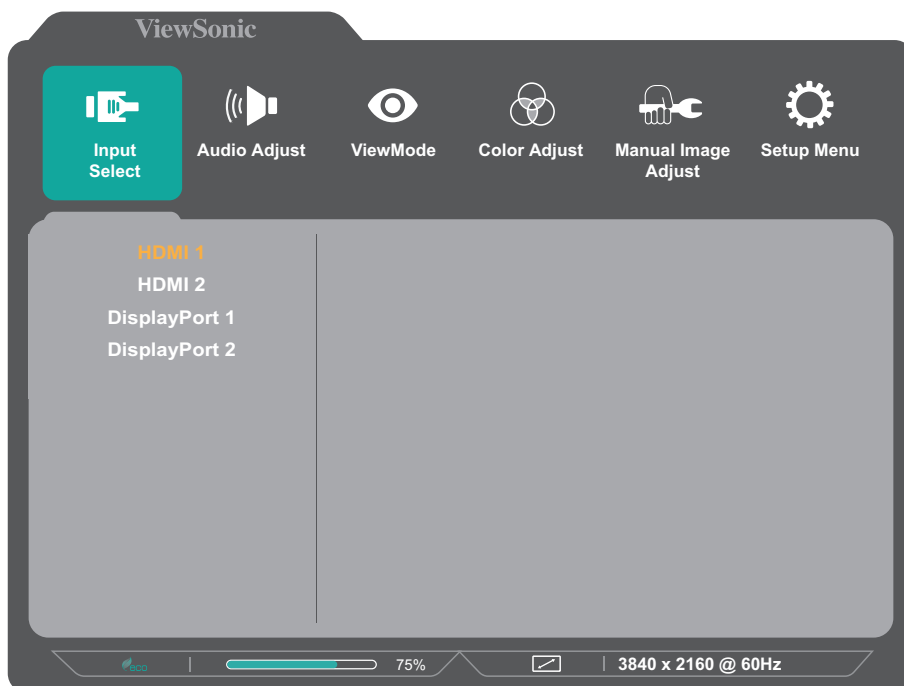 ViewSonic
Input
Select
Audio Adjust
ViewMode
Color Adjust
Manual Image
Adjust
Setup Menu
HDMI 1
HDMI 2
DisplayPort 1
DisplayPort 2
eco
75%
3840 x 2160 @ 60Hz